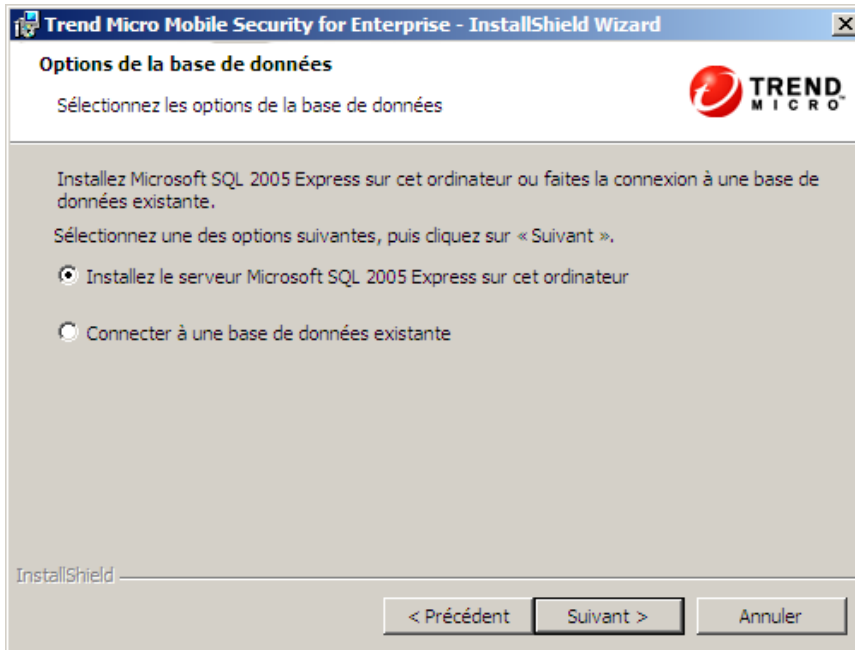 Trend Micro Mobile Security for Enterprise - InstallShield Wizard
Options de la base de données
Sélectionnez les options de la base de données
TREND
MICRO
Installez Microsoft SQL 2005 Express sur cet ordinateur ou faites la connexion à une base de
données existante.
Sélectionnez une des options suivantes, puis cliquez sur « Suivant ».
Installez le serveur Microsoft SQL 2005 Express sur cet ordinateur
Connecter à une base de données existante
InstallShield
< Précédent
Suivant >
Annuler